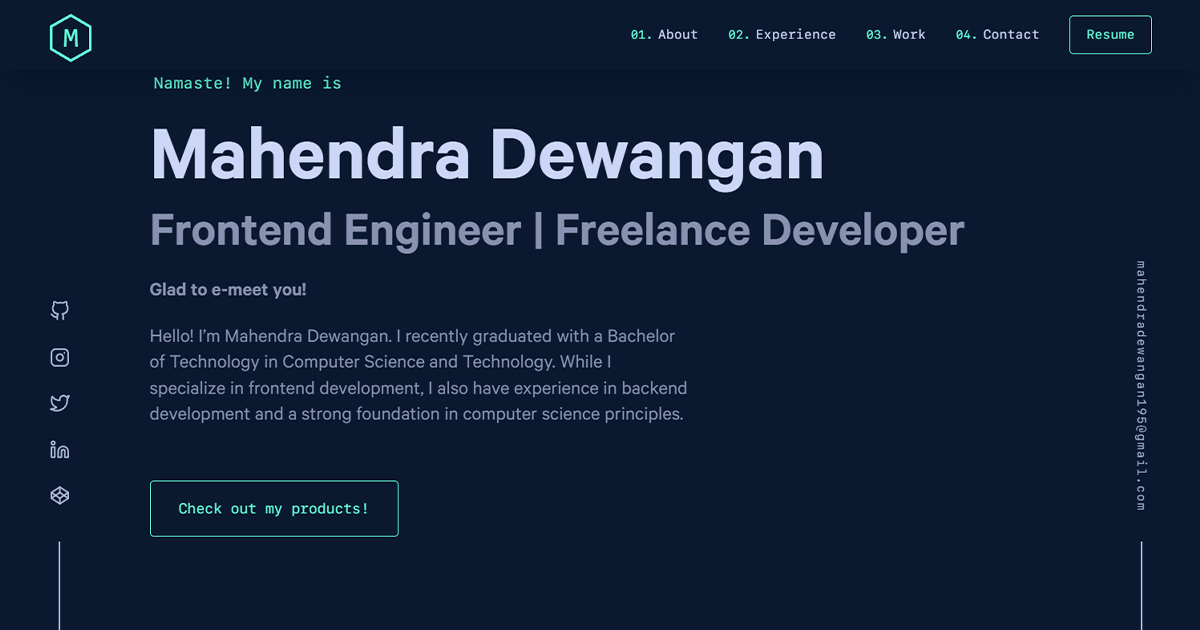 M
01. About 02. Experience 03. Work 04. Contact Resume
Namaste! My name is
Mahendra Dewangan
Frontend Engineer | Freelance Developer
Glad to e-meet you!
Hello! I’m Mahendra Dewangan. I recently graduated with a Bachelor
of Technology in Computer Science and Technology. While I
specialize in frontend development, I also have experience in backend
development and a strong foundation in computer science principles.
Check out my products!
mahendradewangan195@gmail.com